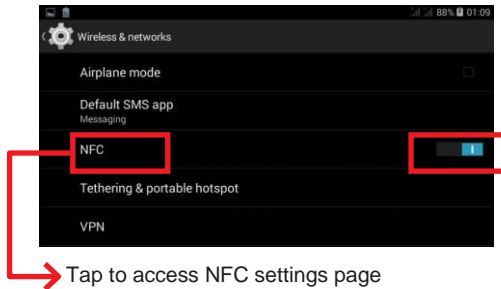 88% 01:09
Wireless & networks
Airplane mode
Default SMS app
Messaging
NFC
Tethering & portable hotspot
VPN
Tap to access NFC settings page